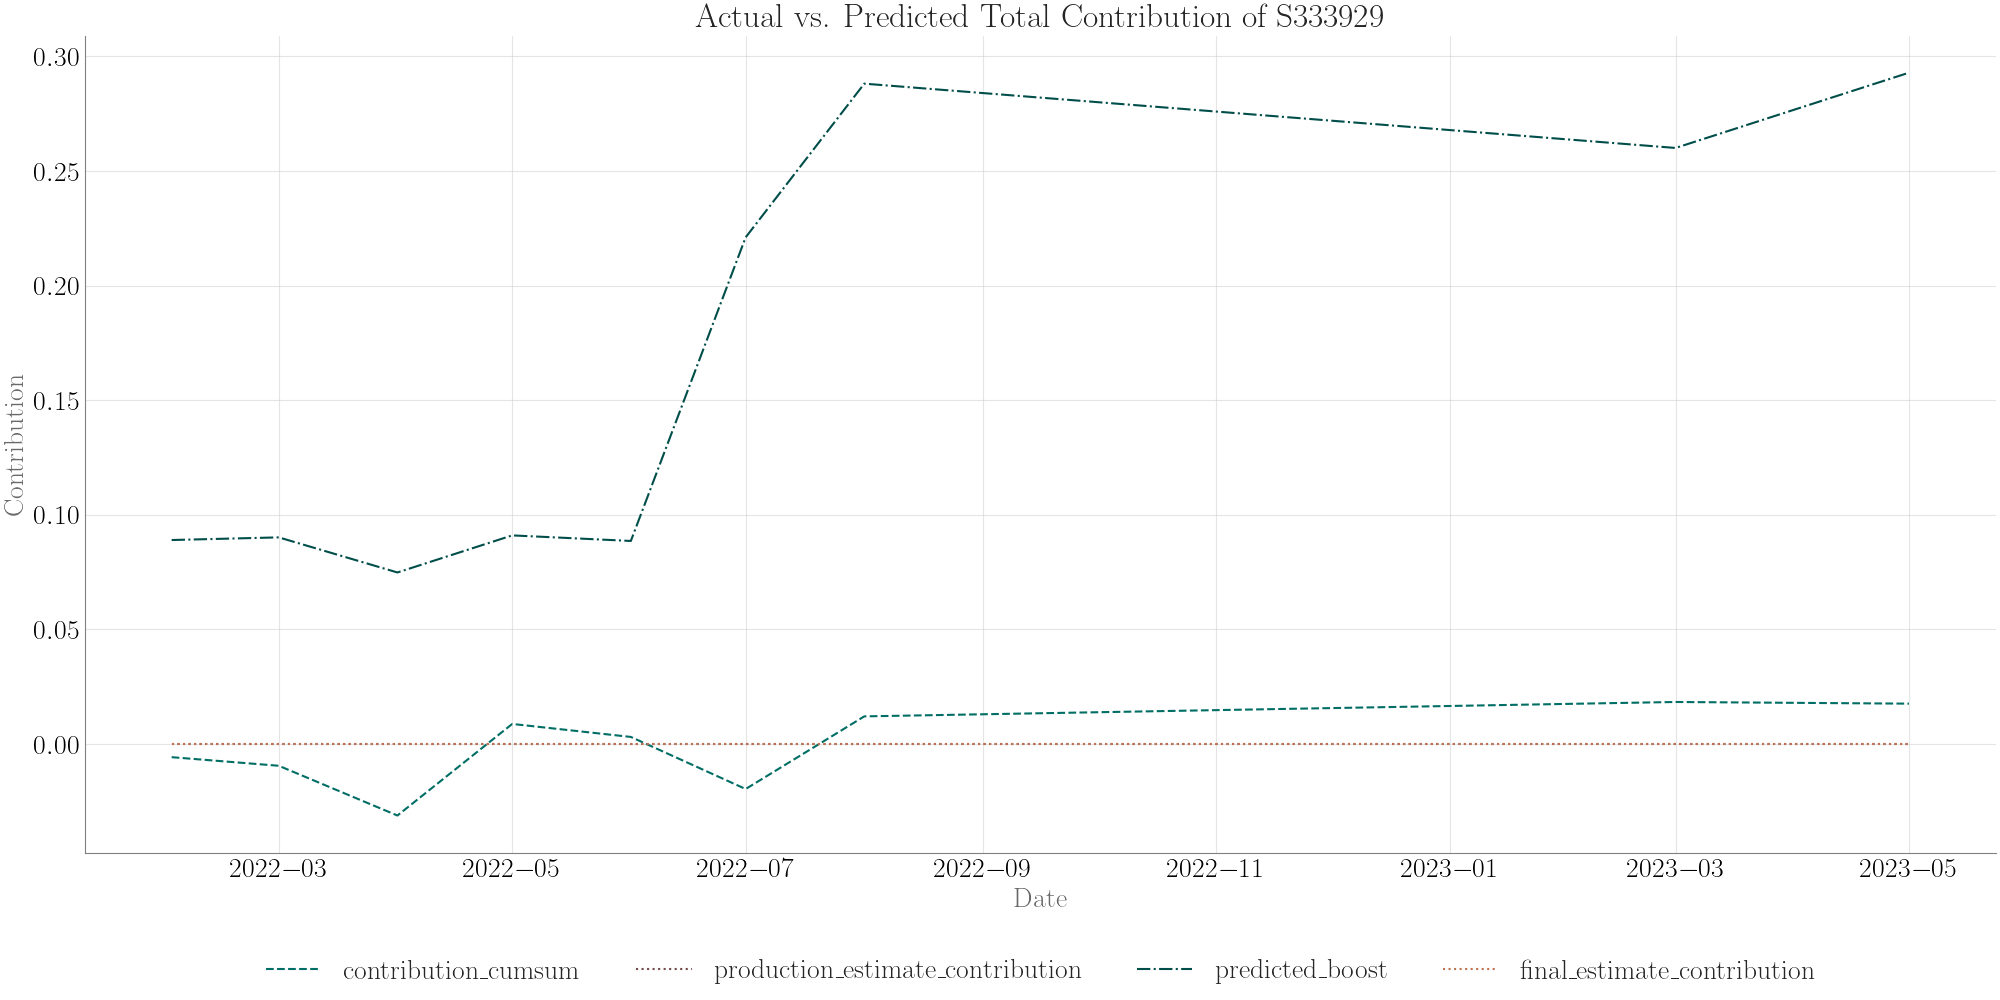 Actual vs. Predicted Total Contribution of S333929
0.30
0.25
0.20
0.15
0.10
0.05
0.00
Contribution
2022−03 2022−05 2022−07 2022−09 2022−11 2023−01 2023−03 2023−05
Date
contribution_cumsum production_estimate_contribution predicted_boost final_estimate_contribution